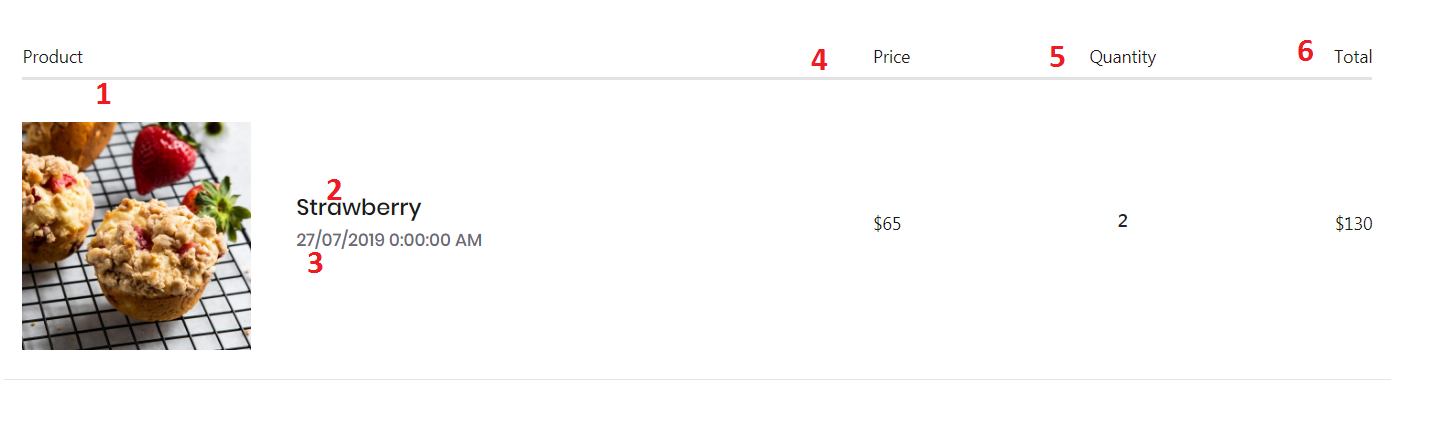 Product 4 Price 5 Quantity 6 Total
1
2
Strawberry
$65 2 $130
27/07/2019 0:00:00 AM
3